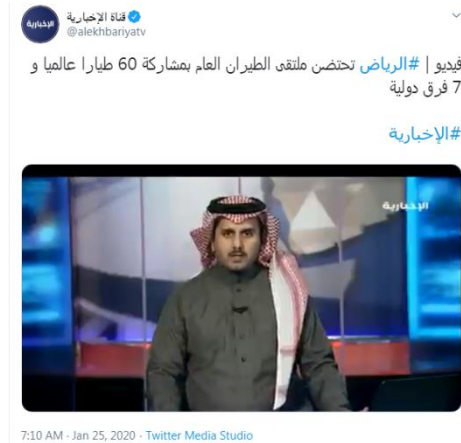 قناة الإخبارية
الإخبارية
@alekhbariyatv
فيديو | #الرياض تحتضن ملتقى الطيران العام بمشاركة 60 طيارا عالميا و
7 فرق دولية
#الإخبارية
الإخبارية
7:10 AM · Jan 25, 2020 · Twitter Media Studio